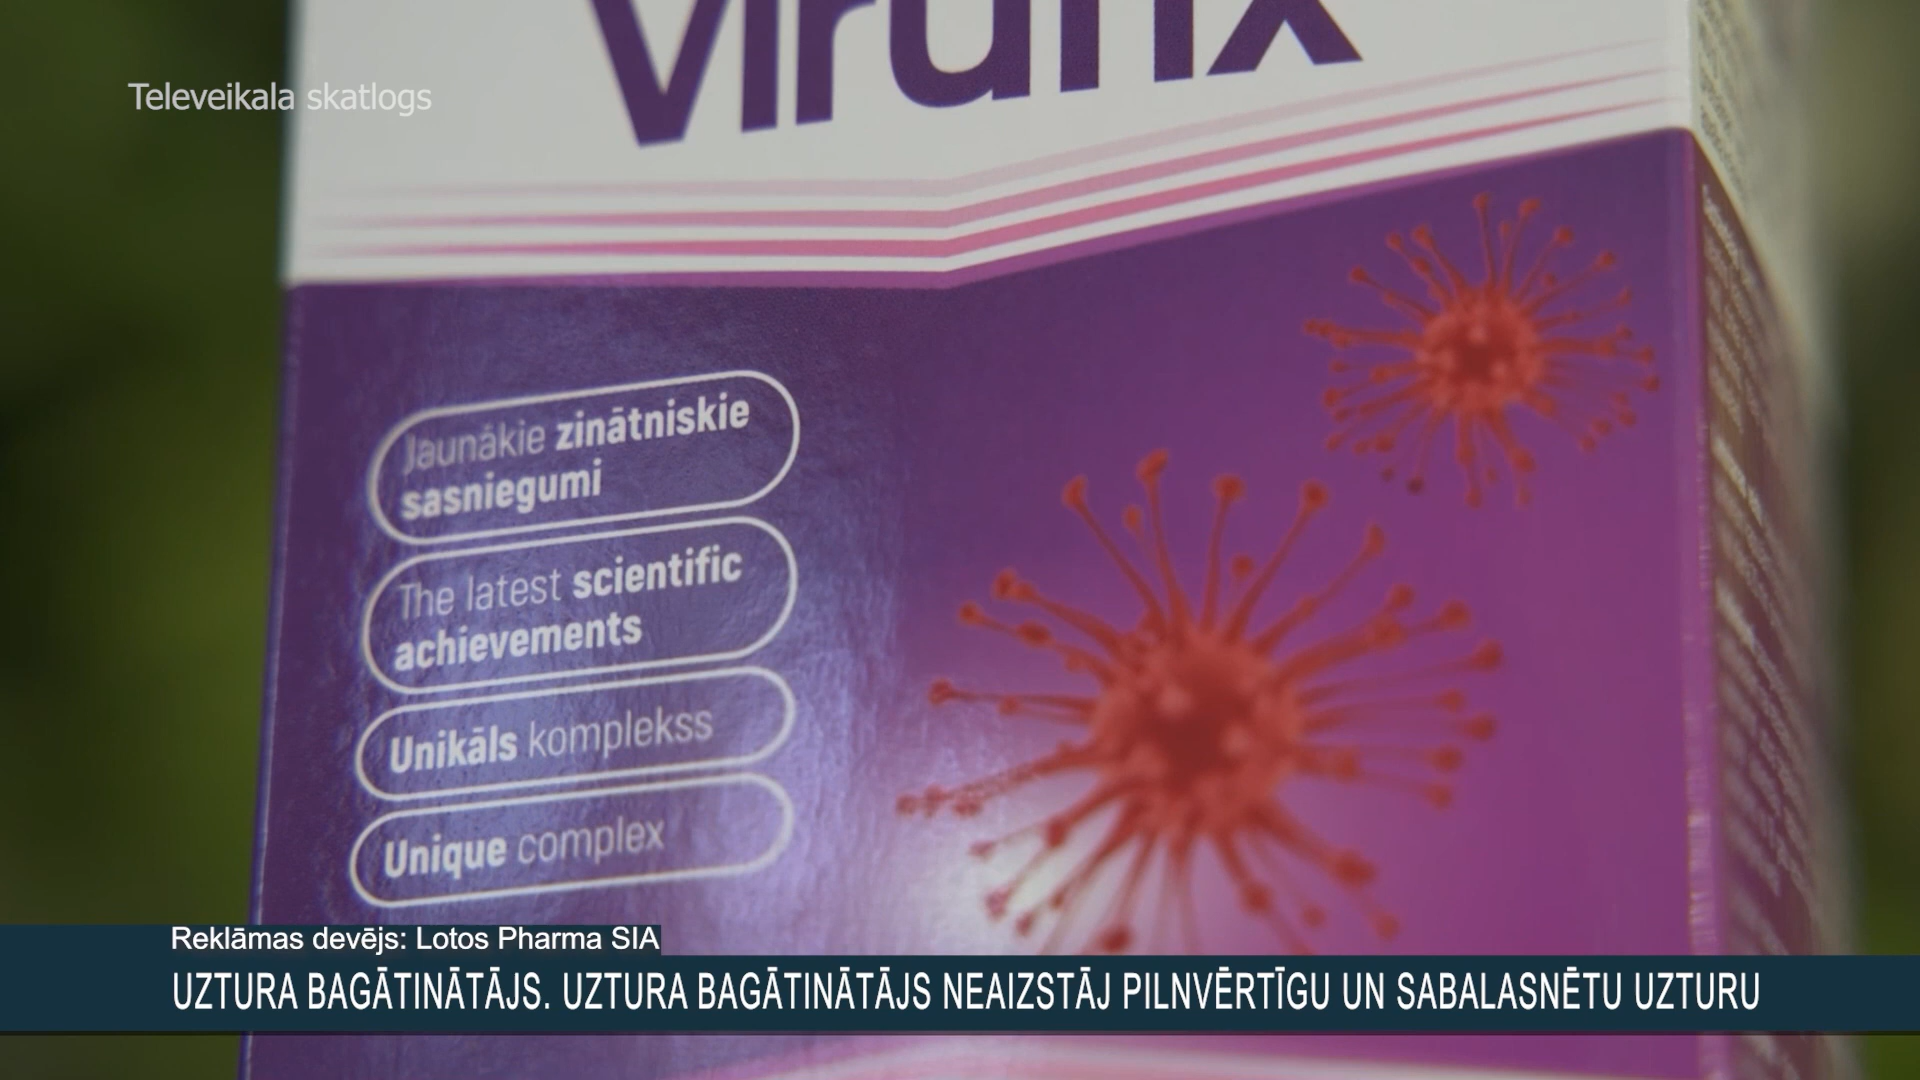 Virunx
Televeikala skatlogs
Jaunākie zinātniskie
sasniegumi
The latest scientific
achievements
Unikāls komplekss
Unique complex
Reklāmas devējs: Lotos Pharma SIA
UZTURA BAGĀTINĀTĀJS. UZTURA BAGĀTINĀTĀJS NEAIZSTĀJ PILNVĒRTĪGU UN SABALASNĒTU UZTURU